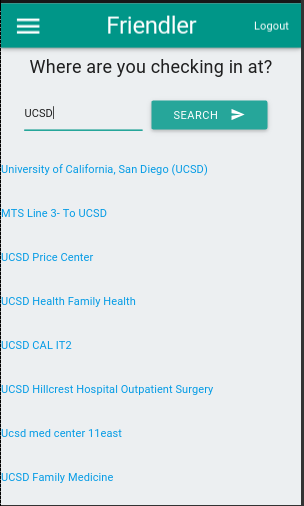 Friendler
Logout
Where are you checking in at?
UCSD
SEARCH
University of California, San Diego (UCSD)
MTS Line 3- To UCSD
UCSD Price Center
UCSD Health Family Health
UCSD CAL IT2
UCSD Hillcrest Hospital Outpatient Surgery
Ucsd med center 11east
UCSD Family Medicine